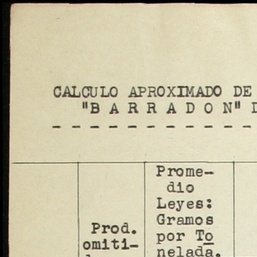 CALCULO APROXIMADO DE
"BARRADON"
- - - - - - - - - - - - - - -
Prome-
dio
Leyes:
Gramos
por To
nelada.
Prod.
omiti-